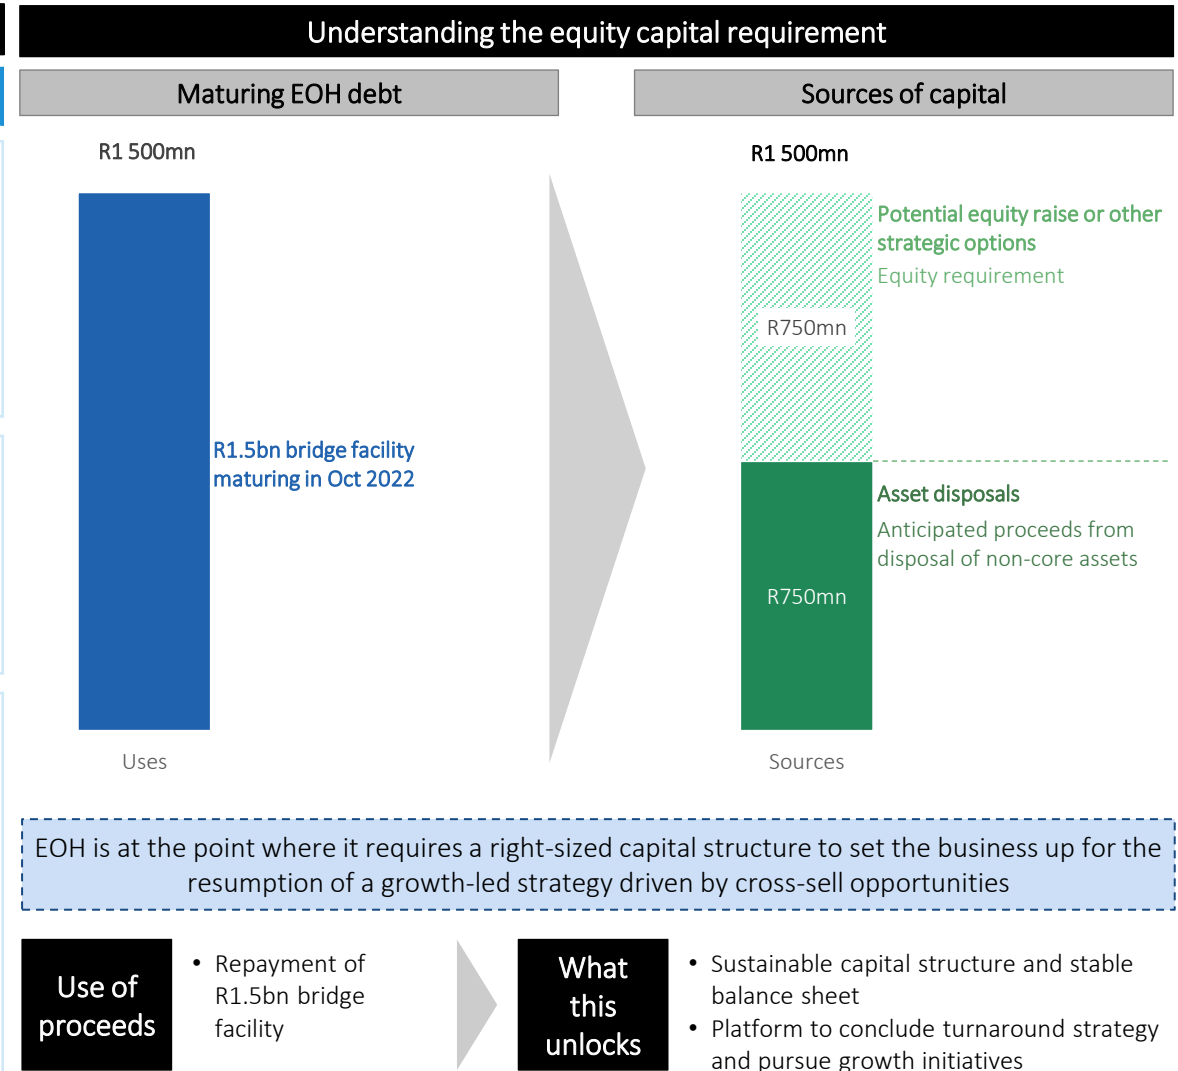 Understanding the equity capital requirement
Maturing EOH debt
R1 500mn
R1.5bn bridge facility
maturing in Oct 2022
Uses
Sources of capital
R1 500mn
Potential equity raise or other
strategic options
Equity requirement
R750mn
Asset disposals
Anticipated proceeds from
disposal of non-core assets
R750mn
Sources
EOH is at the point where it requires a right-sized capital structure to set the business up for the
resumption of a growth-led strategy driven by cross-sell opportunities
Use of
proceeds
• Repayment of
R1.5bn bridge
facility
What
this
unlocks
• Sustainable capital structure and stable
balance sheet
• Platform to conclude turnaround strategy
and pursue growth initiatives